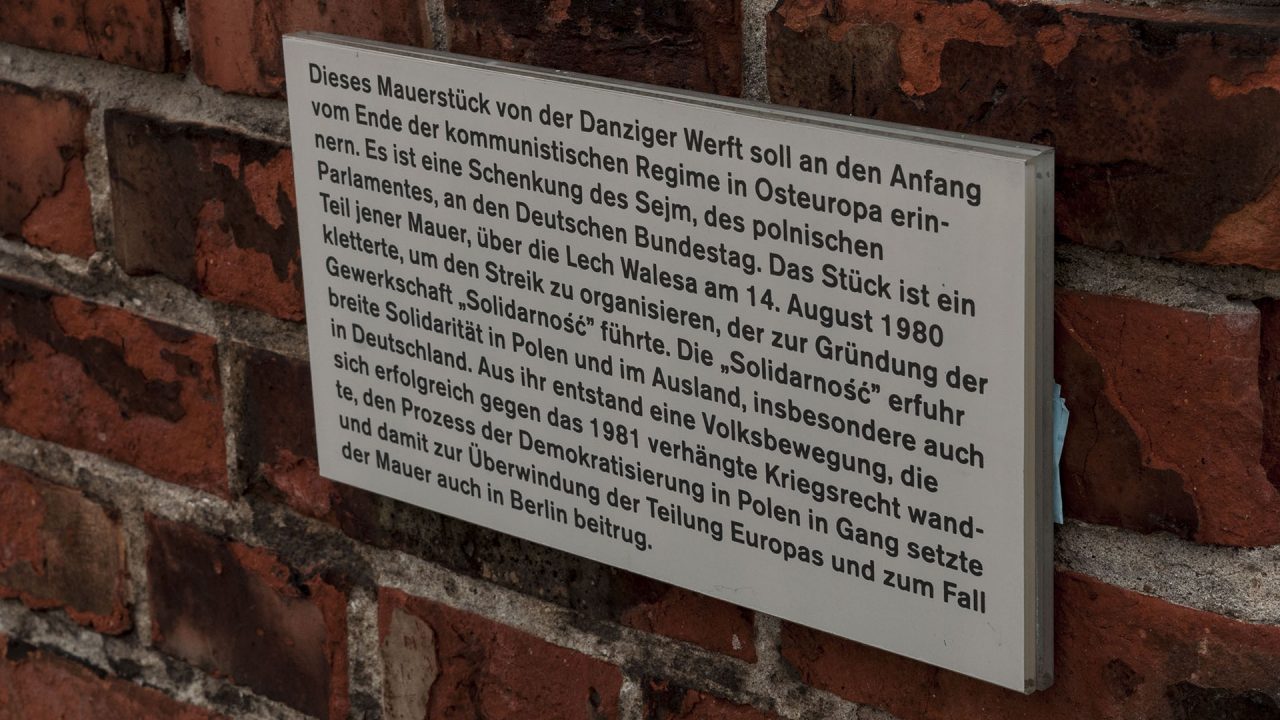 Dieses Mauerstück von der Danziger Werft soll an den Anfang
vom Ende der kommunistischen Regime in Osteuropa erin-
nern. Es ist eine Schenkung des Sejm, des polnischen
Parlamentes, an den Deutschen Bundestag. Das Stück ist ein
Teil jener Mauer, über die Lech Walesa am 14. August 1980
kletterte, um den Streik zu organisieren, der zur Gründung der
Gewerkschaft „Solidarność” führte. Die „Solidarność” erfuhr
breite Solidarität in Polen und im Ausland, insbesondere auch
in Deutschland. Aus ihr entstand eine Volksbewegung, die
sich erfolgreich gegen das 1981 verhängte Kriegsrecht wand-
te, den Prozess der Demokratisierung in Polen in Gang setzte
und damit zur Überwindung der Teilung Europas und zum Fall
der Mauer auch in Berlin beitrug.